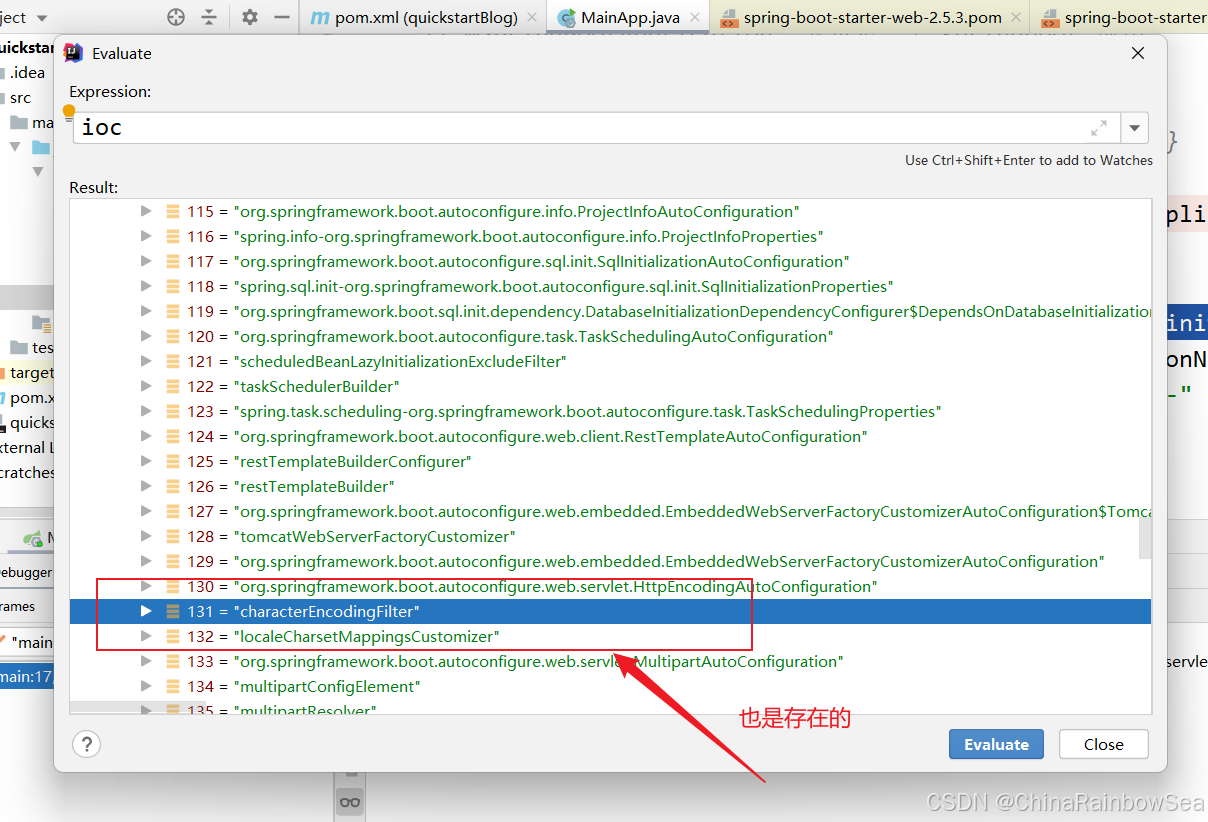 ject
pom.xml (quickstartBlog)
MainApp.java
spring-boot-starter-web-2.5.3.pom
spring-boot-starter
Evaluate
Expression:
ioc
Use Ctrl+Shift+Enter to add to Watches
Result:
115 = "org.springframework.boot.autoconfigure.info.ProjectInfoAutoConfiguration"
116 = "spring.info-org.springframework.boot.autoconfigure.info.ProjectInfoProperties"
117 = "org.springframework.boot.autoconfigure.sql.init.SqlInitializationAutoConfiguration"
118 = "spring.sql.init-org.springframework.boot.autoconfigure.sql.init.SqlInitializationProperties"
119 = "org.springframework.boot.sql.init.dependency.DatabaseInitializationDependencyConfigurer$DependsOnDatabaseInitialization
120 = "org.springframework.boot.autoconfigure.task.TaskSchedulingAutoConfiguration"
121 = "scheduledBeanLazyInitializationExcludeFilter"
122 = "taskSchedulerBuilder"
123 = "spring.task.scheduling-org.springframework.boot.autoconfigure.task.TaskSchedulingProperties"
124 = "org.springframework.boot.autoconfigure.web.client.RestTemplateAutoConfiguration"
125 = "restTemplateBuilderConfigurer"
126 = "restTemplateBuilder"
127 = "org.springframework.boot.autoconfigure.web.embedded.EmbeddedWebServerFactoryCustomizerAutoConfiguration$Tomca
128 = "tomcatWebServerFactoryCustomizer"
129 = "org.springframework.boot.autoconfigure.web.embedded.EmbeddedWebServerFactoryCustomizerAutoConfiguration"
130 = "org.springframework.boot.autoconfigure.web.servlet.HttpEncodingAutoConfiguration"
131 = "characterEncodingFilter"
132 = "localeCharsetMappingsCustomizer"
133 = "org.springframework.boot.autoconfigure.web.servlet.MultipartAutoConfiguration"
134 = "multipartConfigElement"
135 = "multipartResolver"
也是存在的
Evaluate
Close
uickstar
.idea
src
ma
tes
target
pom.x
quicks
xternal L
cratches
ebugger
rames
"main
main:17,
}
pli
ini
onN
-"
servle
CSDN @ChinaRainbowSea